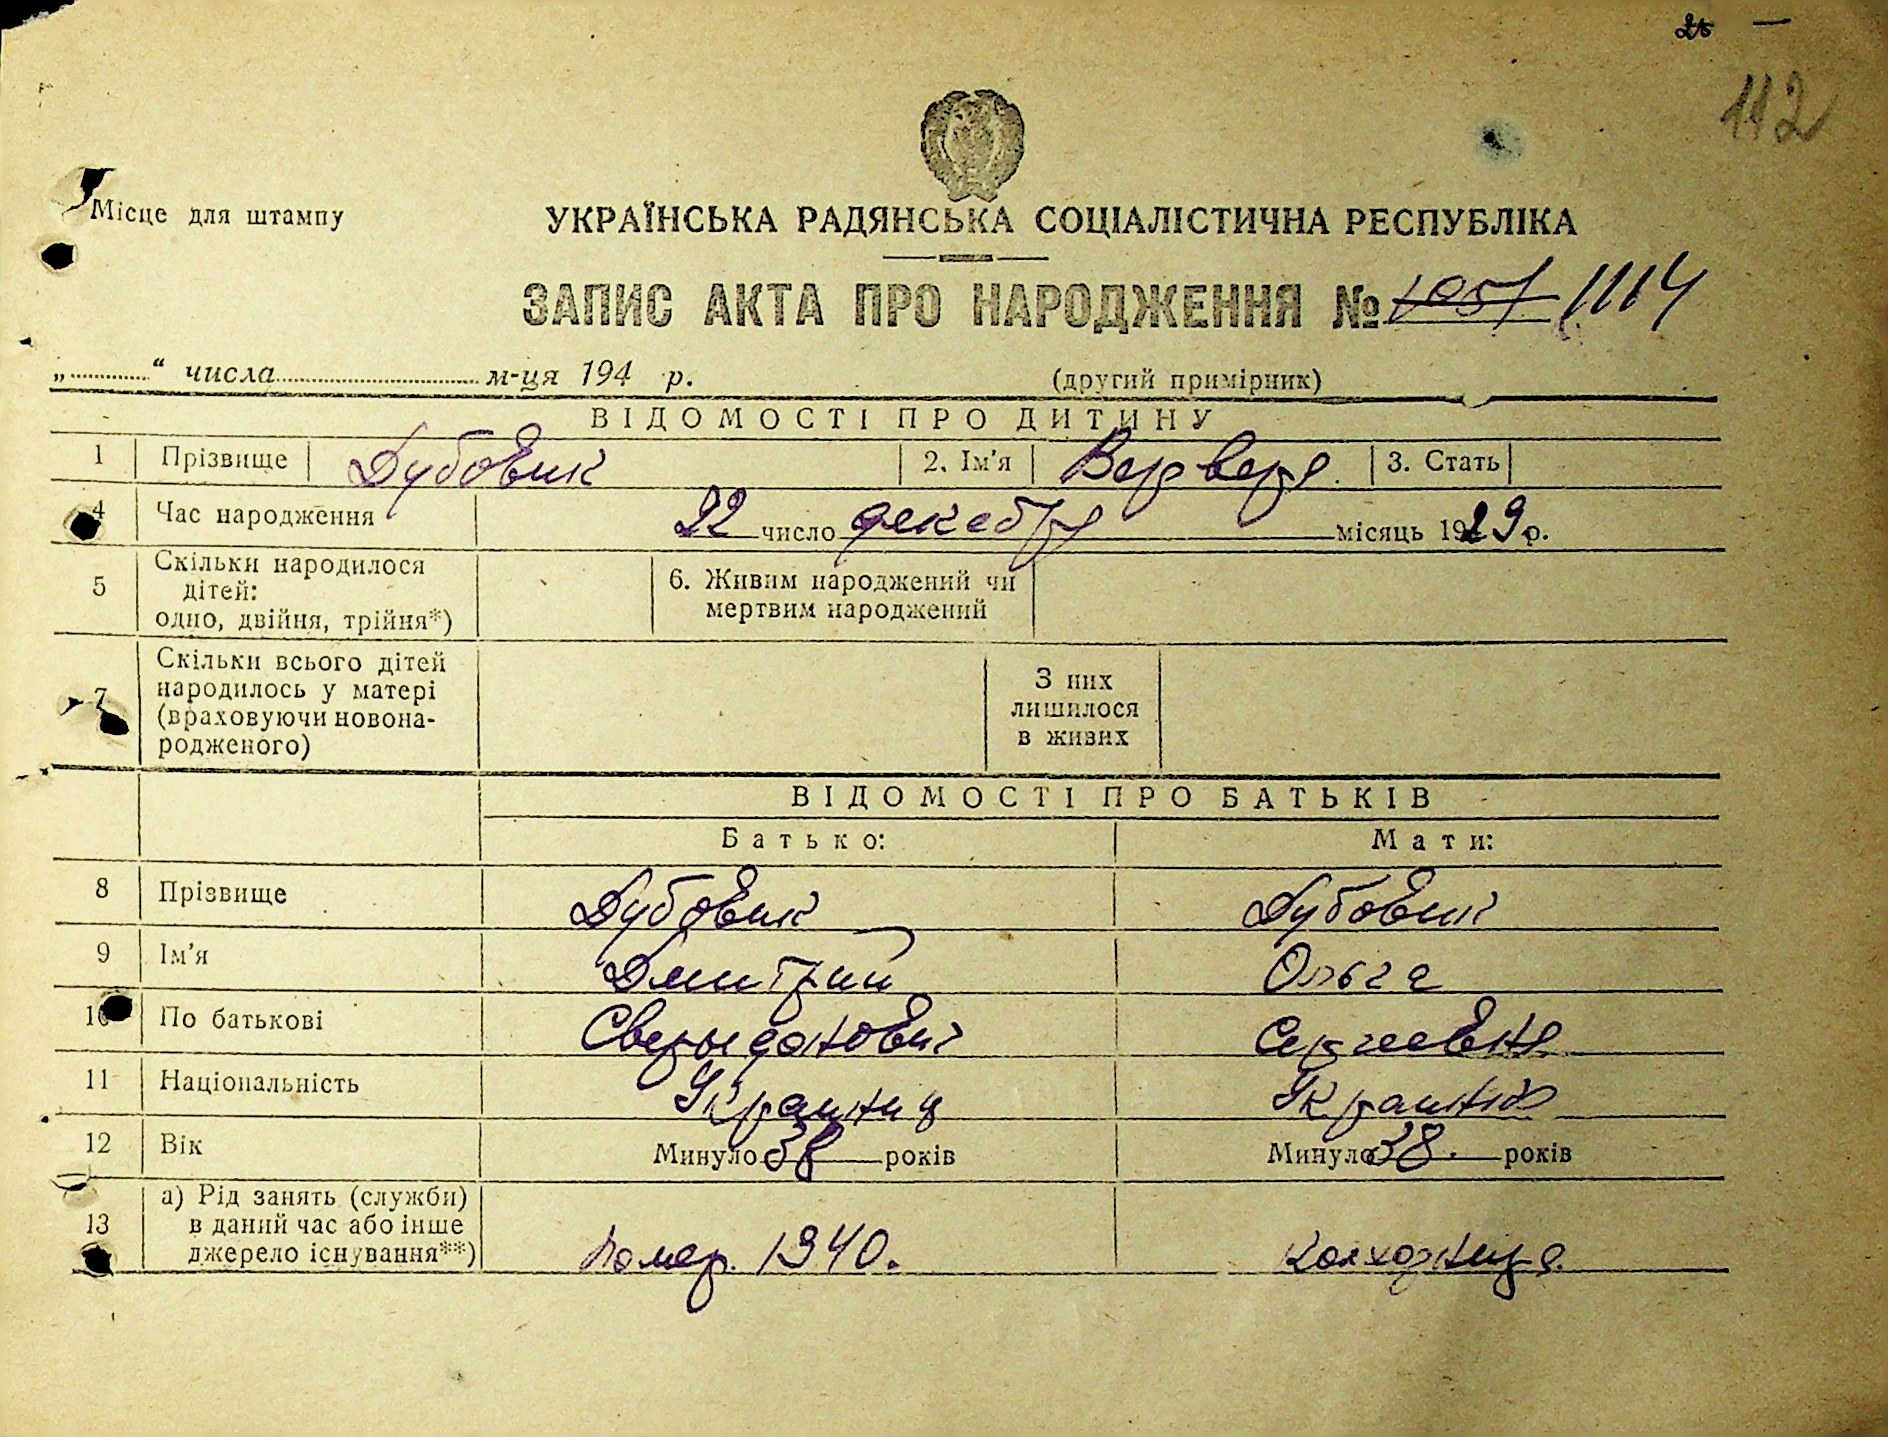 26 —
112
Місце для штампу
УКРАЇНСЬКА РАДЯНСЬКА СОЦІАЛІСТИЧНА РЕСПУБЛІКА
ЗАПИС АКТА ПРО НАРОДЖЕННЯ № 1051 1114
„ “ числа м-ця 194 р. (другий примірник)
ВІДОМОСТІ ПРО ДИТИНУ
1 Прізвище Дубовик 2. Ім'я Варвара. 3. Стать
4 Час народження 22 число декабря місяць 1929 р.
5 Скільки народилося дітей: одно, двійня, трійня*) 6. Живим народжений чи мертвим народжений
7 Скільки всього дітей народилось у матері (враховуючи новонародженого) З них лишилося в живих
ВІДОМОСТІ ПРО БАТЬКІВ
Батько: Мати:
8 Прізвище Дубовик Дубовик
9 Ім'я Дмитрий Ольга
10 По батькові Сергеевна
11 Національність Украинец Украинка
12 Вік Минуло 38 років Минуло 38. років
13 а) Рід занять (служби) в даний час або інше джерело існування**) помер. 1940. колхозница.